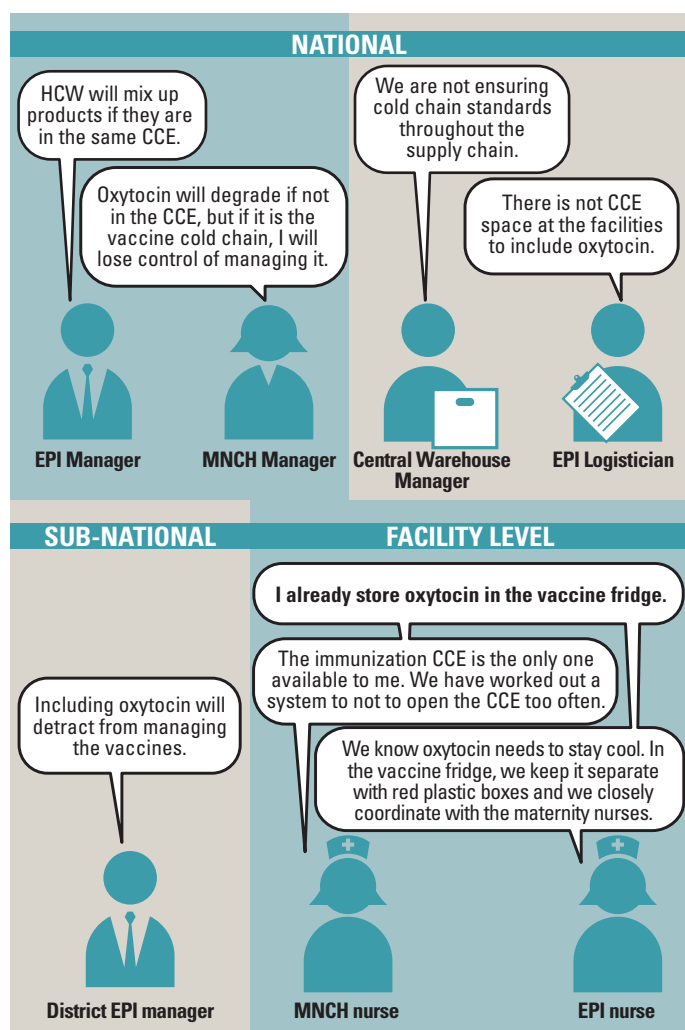 NATIONAL
HCW will mix up
products if they are
in the same CCE.
Oxytocin will degrade if not
in the CCE, but if it is the
vaccine cold chain, I will
lose control of managing it.
We are not ensuring
cold chain standards
throughout the
supply chain.
There is not CCE
space at the facilities
to include oxytocin.
EPI Manager
MNCH Manager
Central Warehouse
Manager
EPI Logistician
SUB-NATIONAL
Including oxytocin will
detract from managing
the vaccines.
District EPI manager
FACILITY LEVEL
I already store oxytocin in the vaccine fridge.
The immunization CCE is the only one
available to me. We have worked out a
system to not to open the CCE too often.
We know oxytocin needs to stay cool. In
the vaccine fridge, we keep it separate
with red plastic boxes and we closely
coordinate with the maternity nurses.
MNCH nurse
EPI nurse